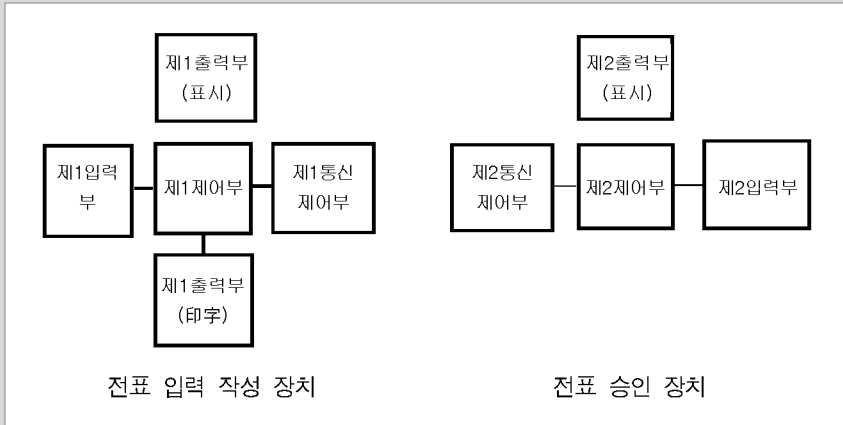 제1출력부
(표시)
제1입력
부
제1제어부
제1통신
제어부
제1출력부
(印字)
전표 입력 작성 장치
제2출력부
(표시)
제2통신
제어부
제2제어부
제2입력부
전표 승인 장치